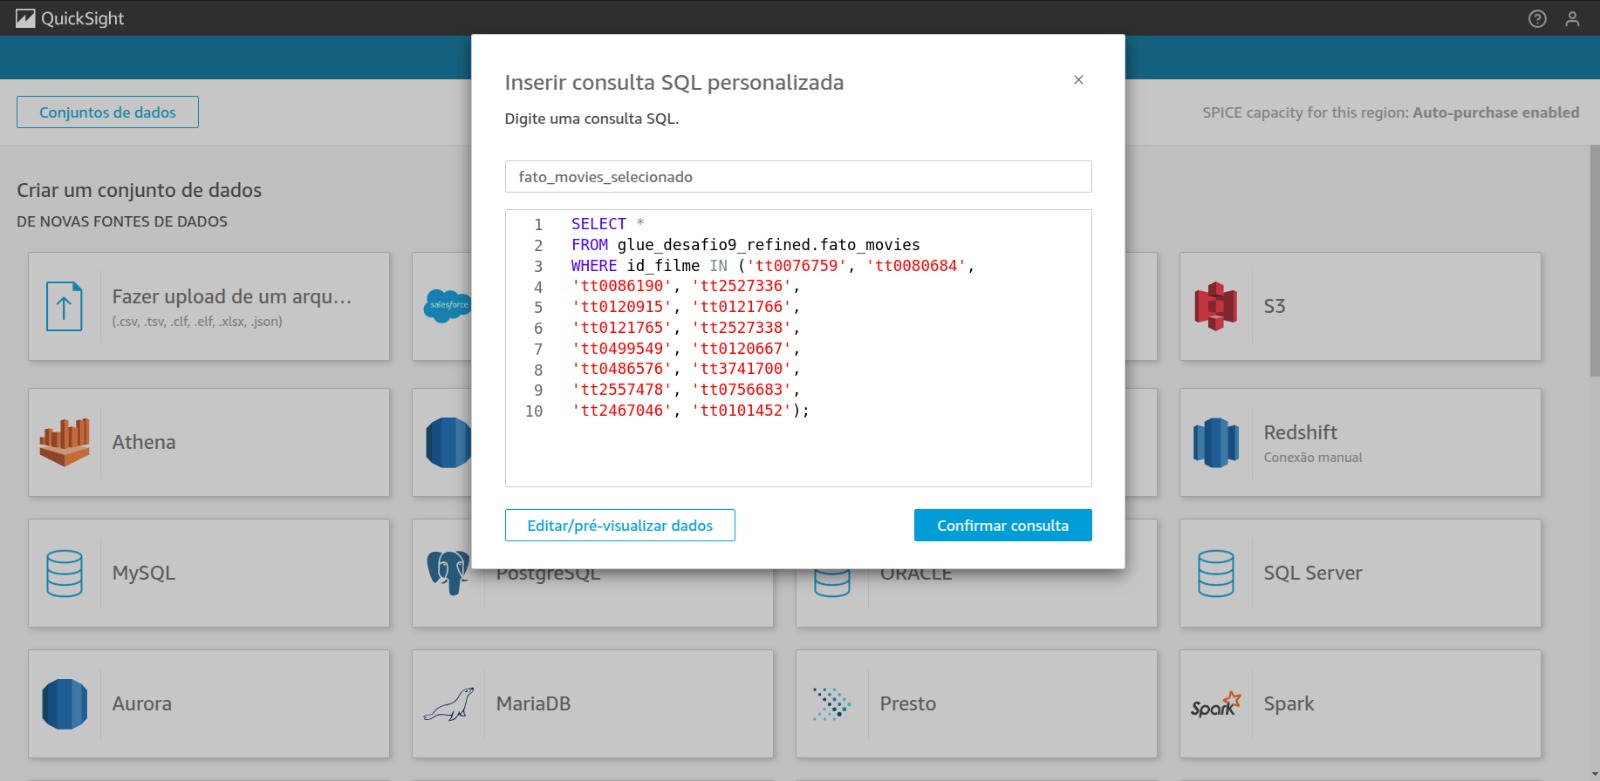 QuickSight
Conjuntos de dados
SPICE capacity for this region: Auto-purchase enabled
Criar um conjunto de dados
DE NOVAS FONTES DE DADOS
Inserir consulta SQL personalizada
×
Digite uma consulta SQL.
fato_movies_selecionado
1 SELECT *
2 FROM glue_desafio9_refined.fato_movies
3 WHERE id_filme IN ('tt0076759', 'tt0080684',
4 'tt0086190', 'tt2527336',
5 'tt0120915', 'tt0121766',
6 'tt0121765', 'tt2527338',
7 'tt0499549', 'tt0120667',
8 'tt0486576', 'tt3741700',
9 'tt2557478', 'tt0756683',
10 'tt2467046', 'tt0101452');
Editar/pré-visualizar dados
Confirmar consulta
Fazer upload de um arqu...
(.csv, .tsv, .clf, .elf, .xlsx, .json)
salesforce
S3
Athena
Redshift
Conexão manual
MySQL
PostgreSQL
ORACLE
SQL Server
Aurora
MariaDB
Presto
Spark
Spark